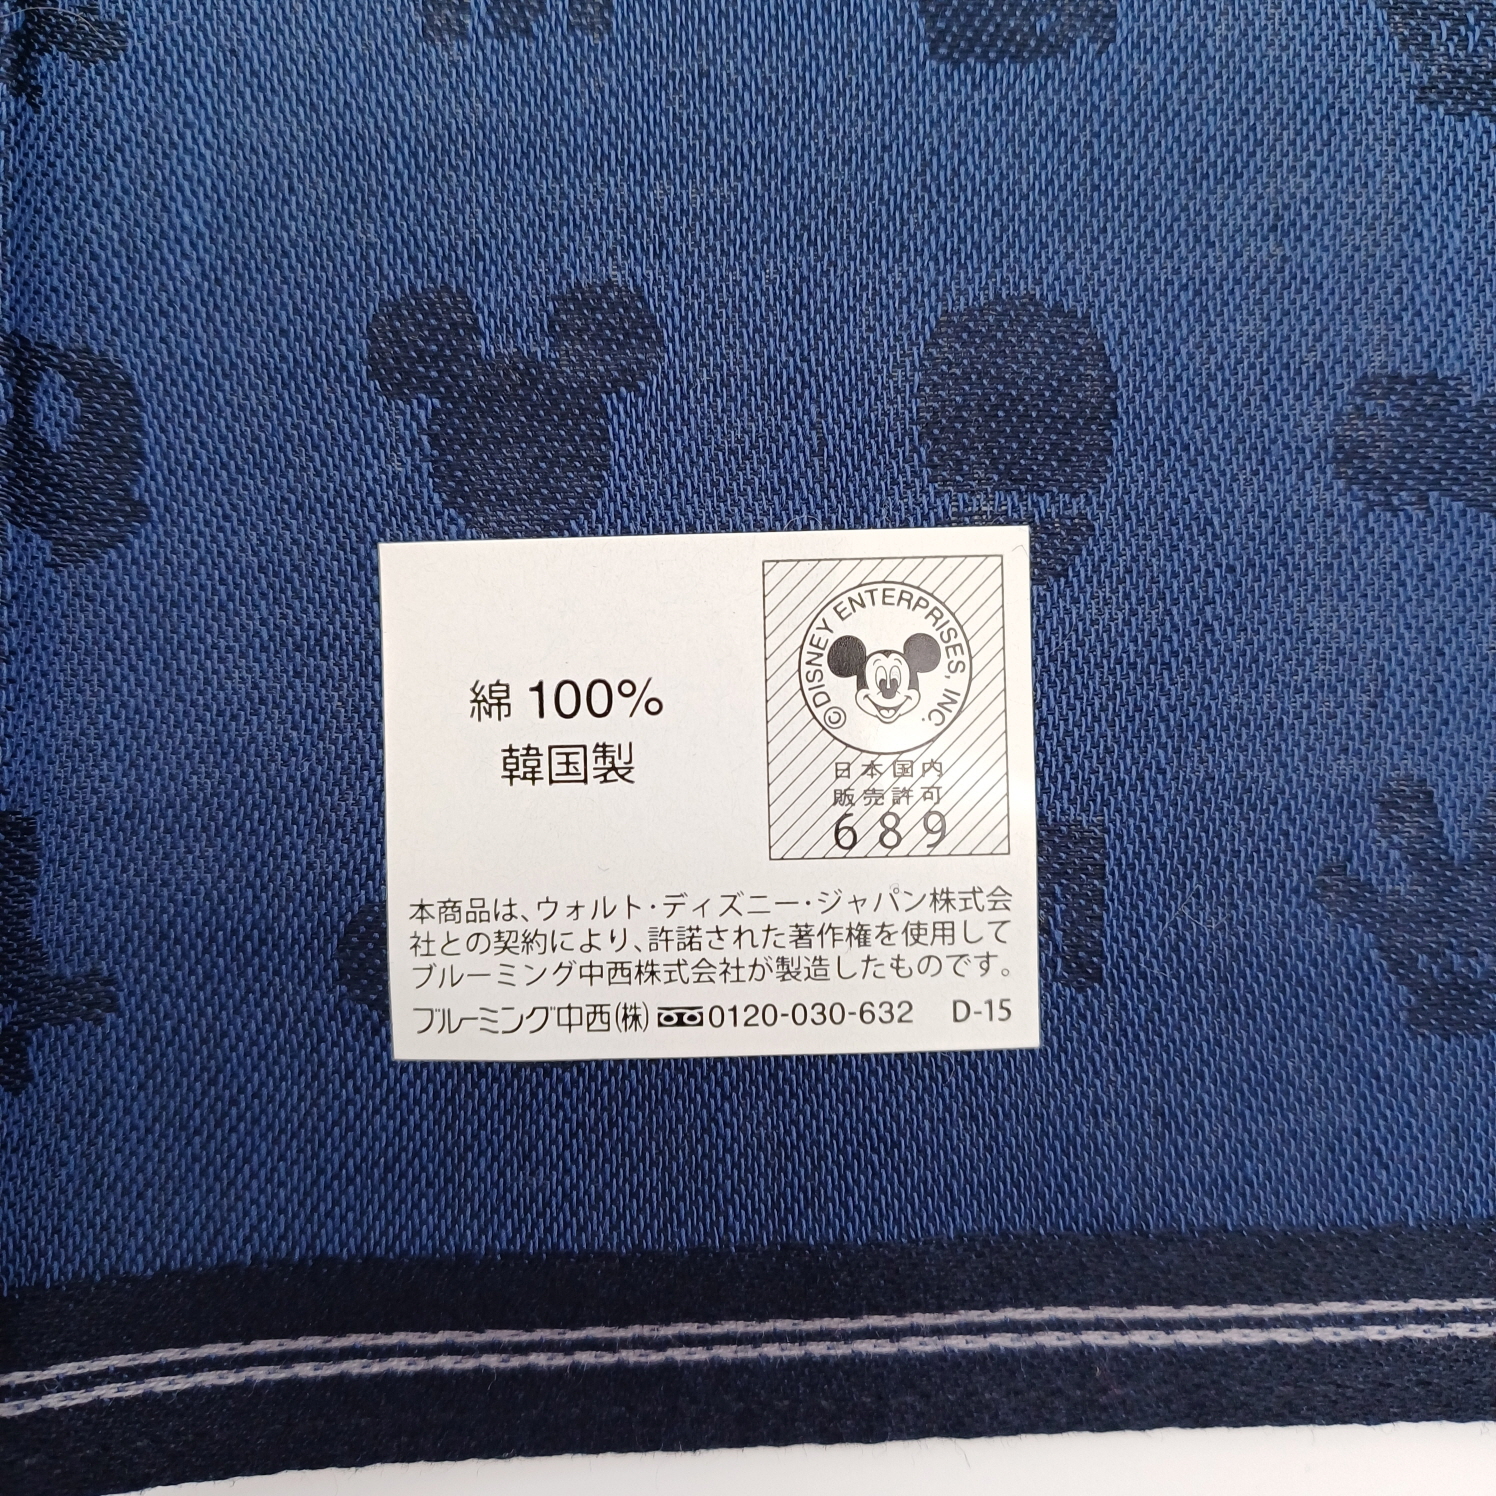 綿 100%
韓国製
©DISNEY ENTERPRISES, INC.
日本国内
販売許可
689
本商品は、ウォルト・ディズニー・ジャパン株式会
社との契約により、許諾された著作権を使用して
ブルーミング中西株式会社が製造したものです。
ブルーミング中西(株) 0120-030-632 D-15